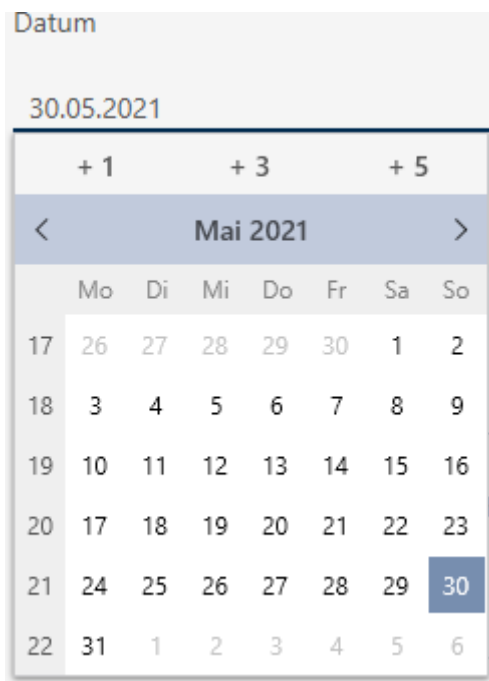 Datum
30.05.2021
+ 1 + 3 + 5
< Mai 2021 >
Mo Di Mi Do Fr Sa So
17 26 27 28 29 30 1 2
18 3 4 5 6 7 8 9
19 10 11 12 13 14 15 16
20 17 18 19 20 21 22 23
21 24 25 26 27 28 29 30
22 31 1 2 3 4 5 6